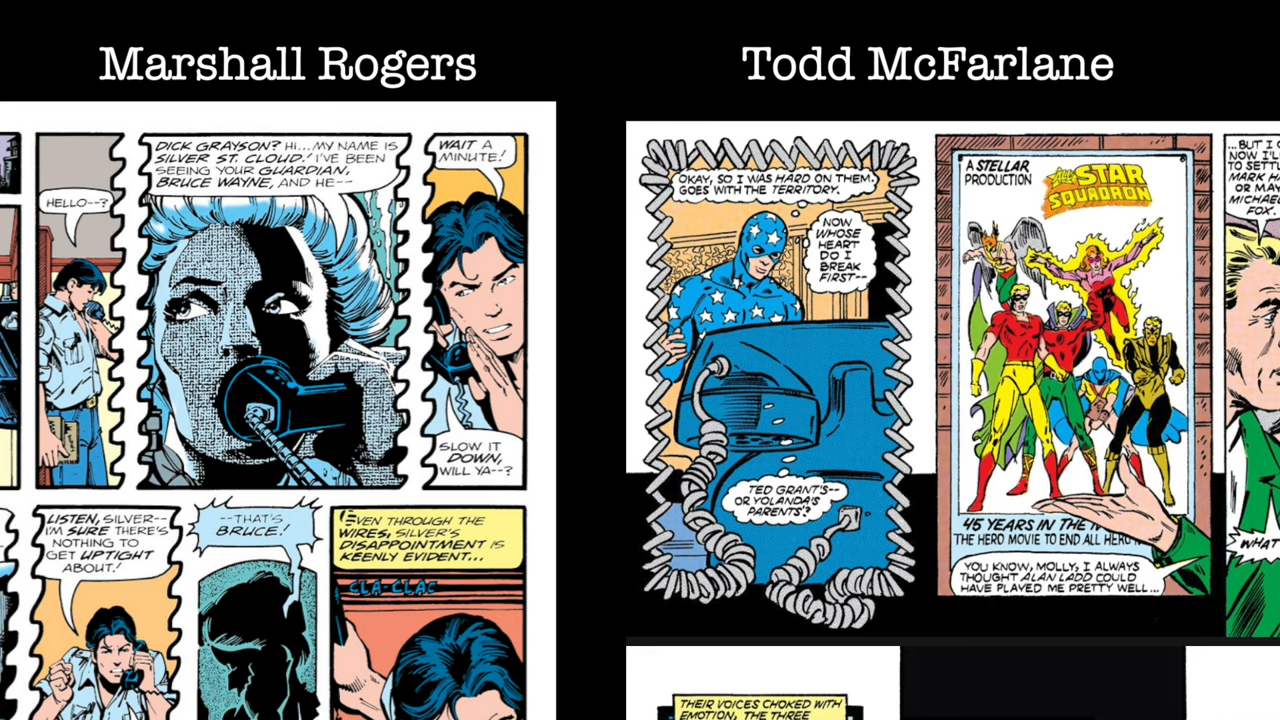 Marshall Rogers
Todd McFarlane
HELLO--?
DICK GRAYSON? HI...MY NAME IS
SILVER ST. CLOUD! I'VE BEEN
SEEING YOUR GUARDIAN,
BRUCE WAYNE, AND HE--
WAIT A
MINUTE!
SLOW IT
DOWN,
WILL YA--?
LISTEN, SILVER--
I'M SURE THERE'S
NOTHING TO
GET UPTIGHT
ABOUT!
--THAT'S
BRUCE!
EVEN THROUGH THE
WIRES, SILVER'S
DISAPPOINTMENT IS
KEENLY EVIDENT...
CLA-CLAC
OKAY, SO I WAS HARD ON THEM.
GOES WITH THE TERRITORY.
NOW
WHOSE
HEART
DO I
BREAK
FIRST--
TED GRANT'S--
OR YOLANDA'S
PARENTS'?
A STELLAR
PRODUCTION
ALL STAR
SQUADRON
45 YEARS IN THE
THE HERO MOVIE TO END ALL
YOU KNOW, MOLLY, I ALWAYS
THOUGHT ALAN LADD COULD
HAVE PLAYED ME PRETTY WELL...
...BUT I
NOW I'L
TO SETTL
MARK HA
OR MAY
MICHAEL
FOX.
WHAT
THEIR VOICES CHOKED WITH
EMOTION, THE THREE